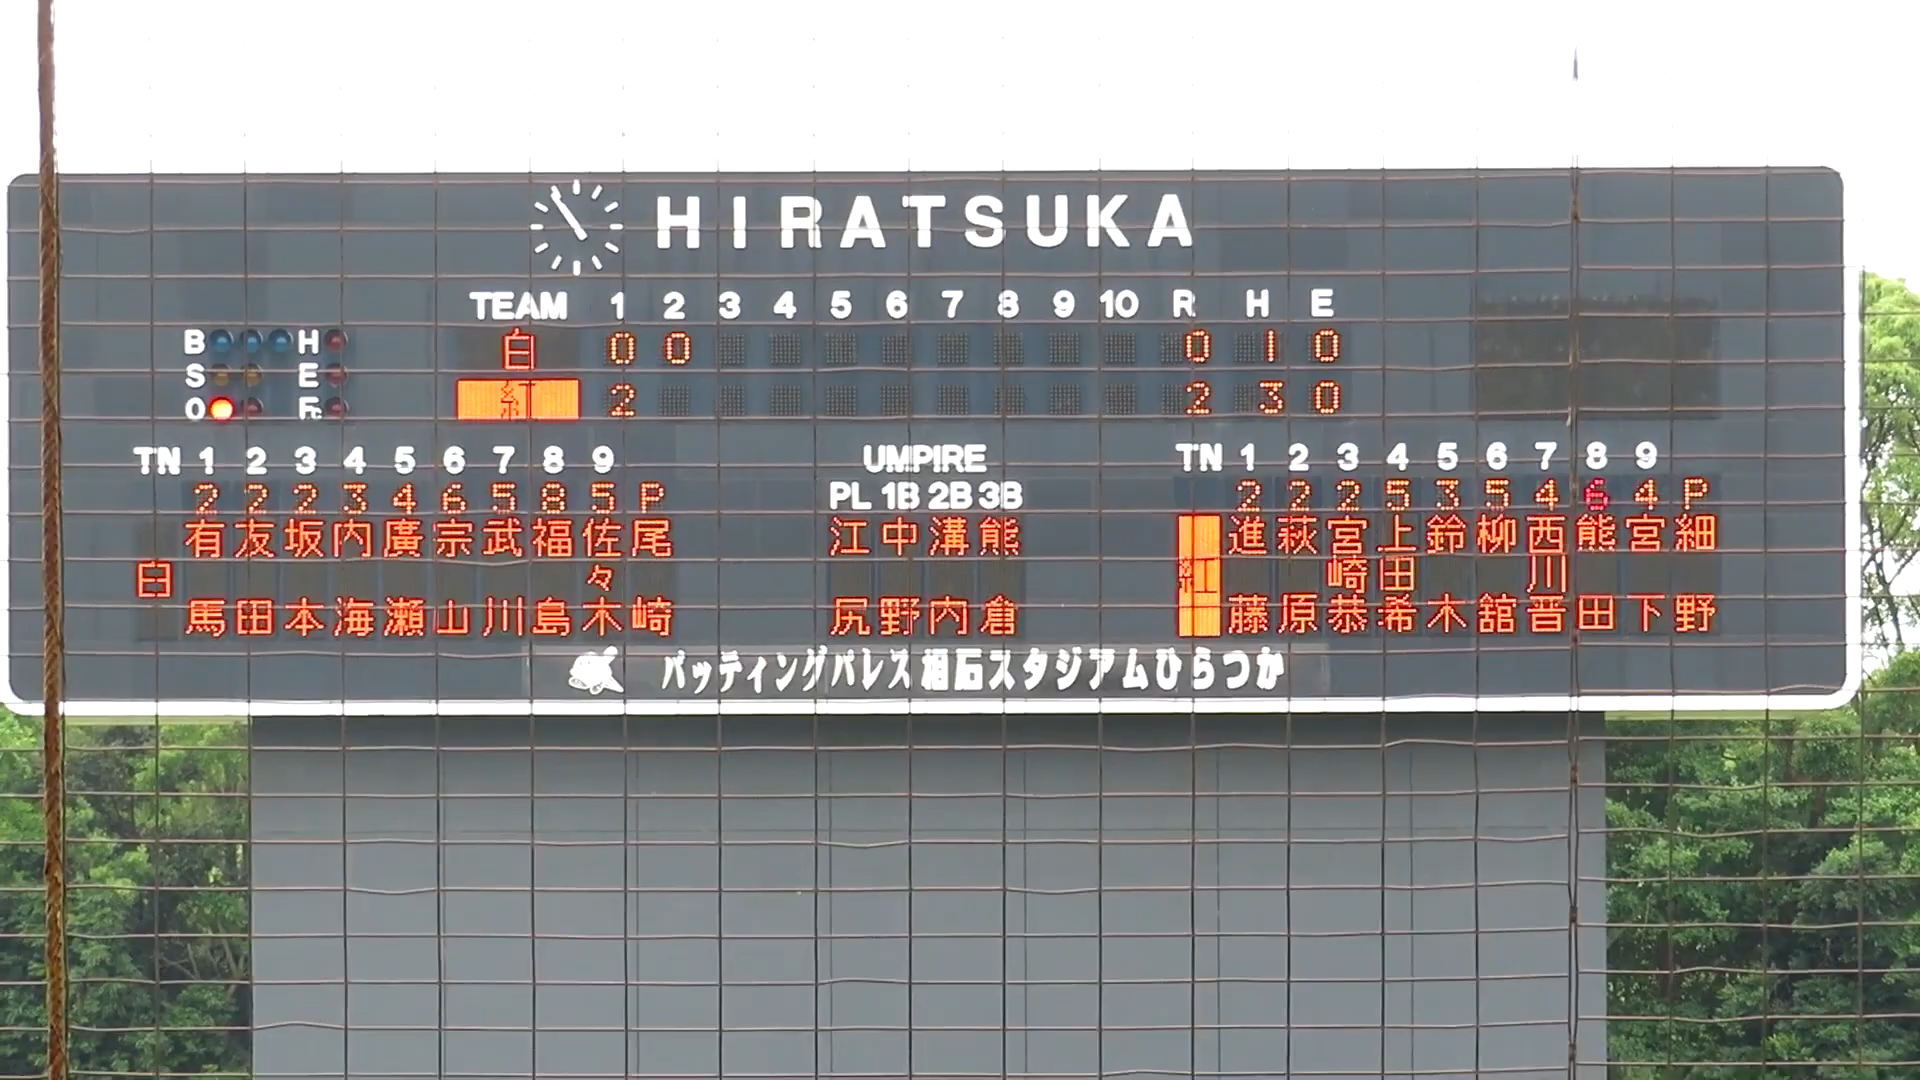 HIRATSUKA
TEAM 1 2 3 4 5 6 7 8 9 10 R H E
白 0 0 0 1 0
紅 2 2 3 0
B H
S E
O Fc
TN 1 2 3 4 5 6 7 8 9
2 2 2 3 4 6 5 8 5 P
白 有馬 友田 坂本 内海 廣瀬 宗山 武川 福島 佐々木 尾崎
UMPIRE
PL 1B 2B 3B
江尻 中野 溝内 熊倉
TN 1 2 3 4 5 6 7 8 9
2 2 2 5 3 5 4 6 4 P
紅 進藤 萩原 宮崎恭 上田希 鈴木 柳舘 西川晋 熊田 宮下 細野
バッティングパレス相石スタジアムひらつか